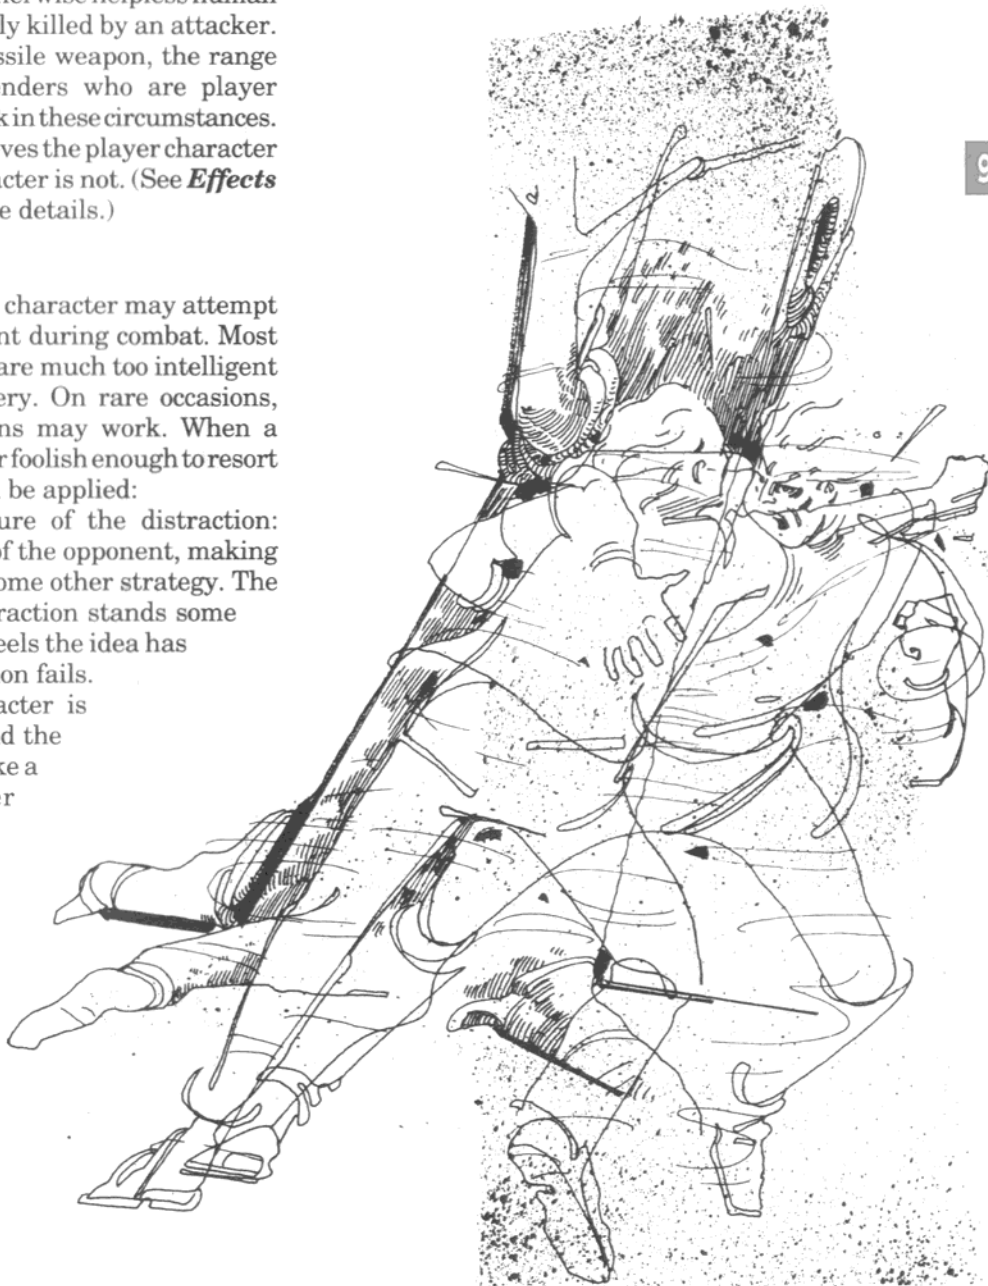 helpless human
ly killed by an attacker.
ssile weapon, the range
enders who are player
k in these circumstances.
ves the player character
acter is not. (See Effects
e details.)
character may attempt
nt during combat. Most
are much too intelligent
ery. On rare occasions,
ns may work. When a
r foolish enough to resort
be applied:
ure of the distraction:
of the opponent, making
ome other strategy. The
raction stands some
eels the idea has
on fails.
acter is
d the
ke a
er
9